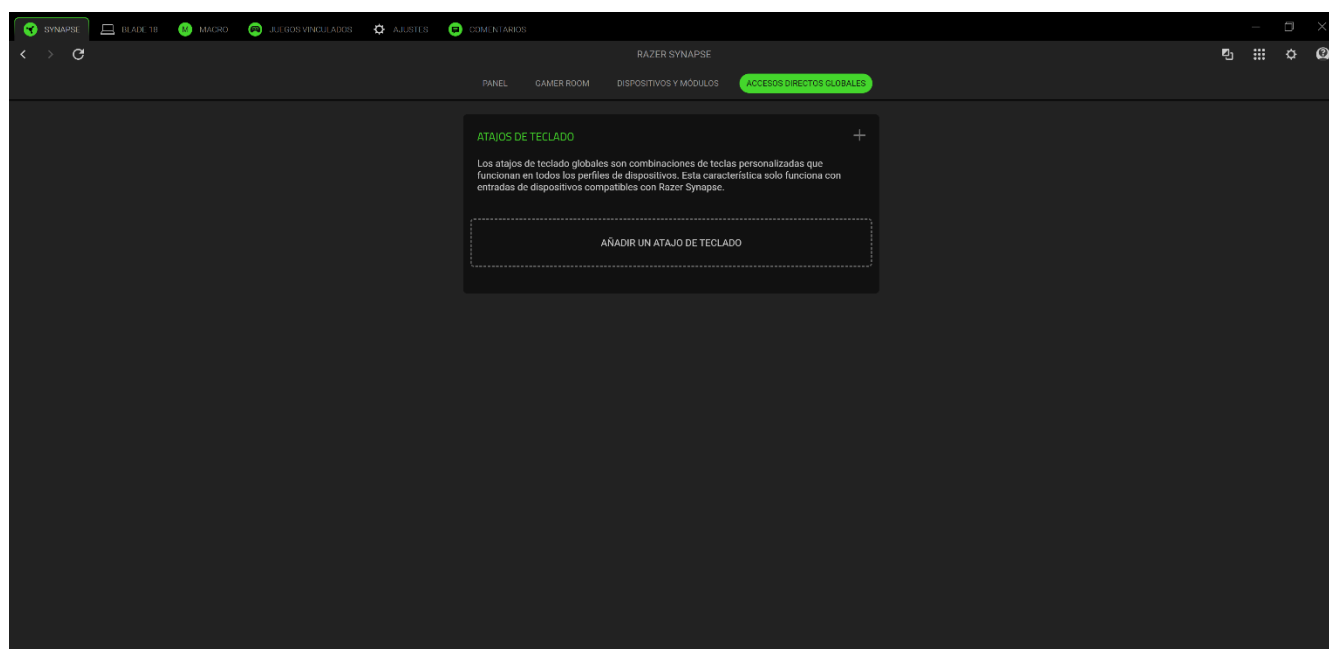 SYNAPSE BLADE 18 MACRO JUEGOS VINCULADOS AJUSTES COMENTARIOS
RAZER SYNAPSE
PANEL GAMER ROOM DISPOSITIVOS Y MÓDULOS ACCESOS DIRECTOS GLOBALES
ATAJOS DE TECLADO
Los atajos de teclado globales son combinaciones de teclas personalizadas que
funcionan en todos los perfiles de dispositivos. Esta característica solo funciona con
entradas de dispositivos compatibles con Razer Synapse.
AÑADIR UN ATAJO DE TECLADO